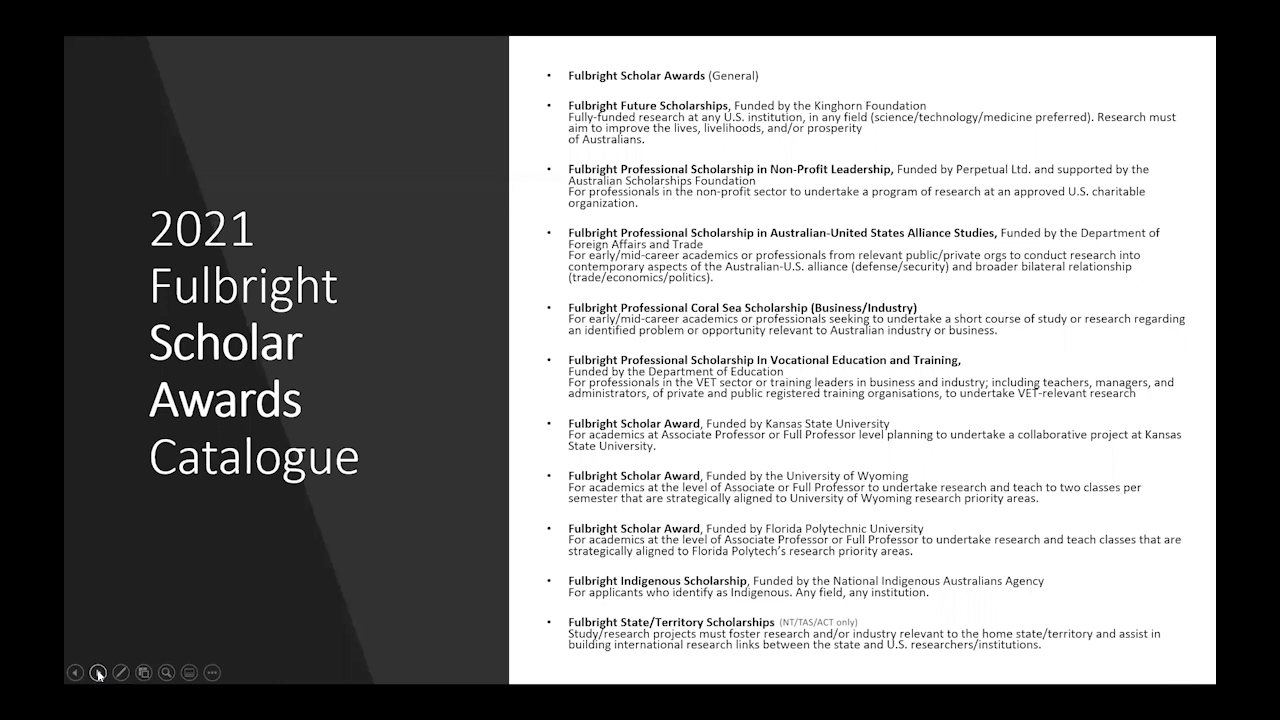 2021
Fulbright
Scholar
Awards
Catalogue
• Fulbright Scholar Awards (General)
• Fulbright Future Scholarships, Funded by the Kinghorn Foundation
Fully-funded research at any U.S. institution, in any field (science/technology/medicine preferred). Research must
aim to improve the lives, livelihoods, and/or prosperity
of Australians.
• Fulbright Professional Scholarship in Non-Profit Leadership, Funded by Perpetual Ltd. and supported by the
Australian Scholarships Foundation
For professionals in the non-profit sector to undertake a program of research at an approved U.S. charitable
organization.
• Fulbright Professional Scholarship in Australian-United States Alliance Studies, Funded by the Department of
Foreign Affairs and Trade
For early/mid-career academics or professionals from relevant public/private orgs to conduct research into
contemporary aspects of the Australian-U.S. alliance (defense/security) and broader bilateral relationship
(trade/economics/politics).
• Fulbright Professional Coral Sea Scholarship (Business/Industry)
For early/mid-career academics or professionals seeking to undertake a short course of study or research regarding
an identified problem or opportunity relevant to Australian industry or business.
• Fulbright Professional Scholarship In Vocational Education and Training,
Funded by the Department of Education
For professionals in the VET sector or training leaders in business and industry; including teachers, managers, and
administrators, of private and public registered training organisations, to undertake VET-relevant research
• Fulbright Scholar Award, Funded by Kansas State University
For academics at Associate Professor or Full Professor level planning to undertake a collaborative project at Kansas
State University.
• Fulbright Scholar Award, Funded by the University of Wyoming
For academics at the level of Associate or Full Professor to undertake research and teach to two classes per
semester that are strategically aligned to University of Wyoming research priority areas.
• Fulbright Scholar Award, Funded by Florida Polytechnic University
For academics at the level of Associate Professor or Full Professor to undertake research and teach classes that are
strategically aligned to Florida Polytech's research priority areas.
• Fulbright Indigenous Scholarship, Funded by the National Indigenous Australians Agency
For applicants who identify as Indigenous. Any field, any institution.
• Fulbright State/Territory Scholarships (NT/TAS/ACT only)
Study/research projects must foster research and/or industry relevant to the home state/territory and assist in
building international research links between the state and U.S. researchers/institutions.